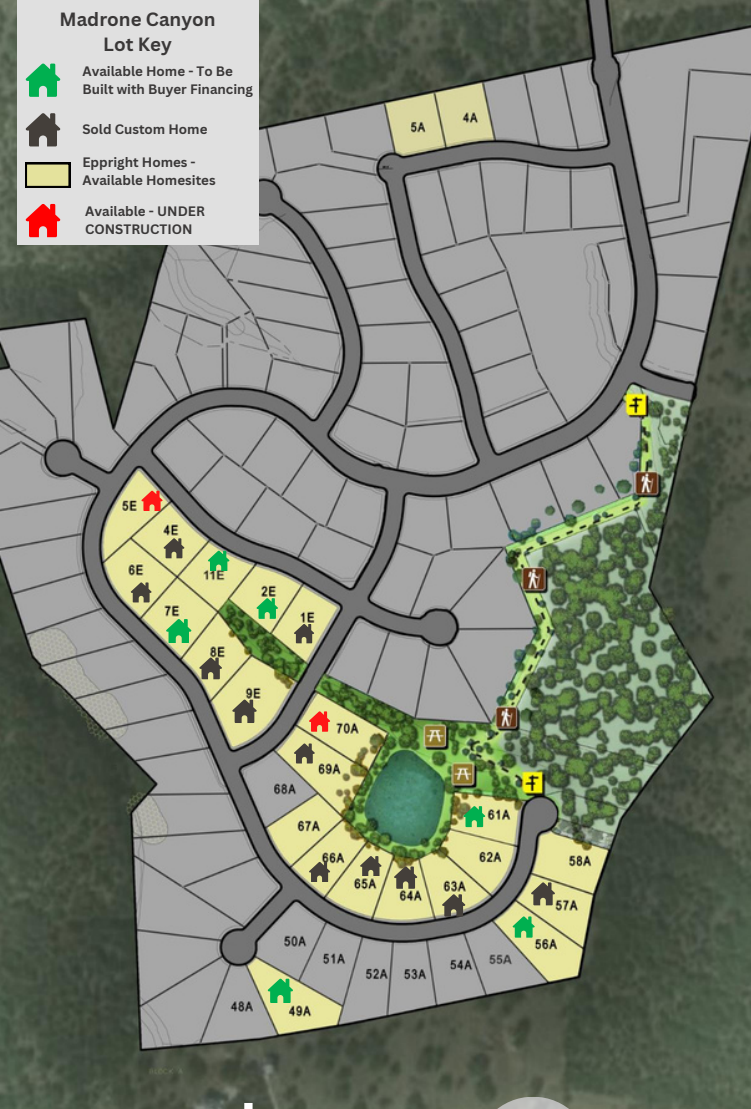 Madrone Canyon
Lot Key
Available Home - To Be
Built with Buyer Financing
Sold Custom Home
Eppright Homes -
Available Homesites
Available - UNDER
CONSTRUCTION
5A
4A
5E
4E
6E
11E
2E
7E
1E
8E
9E
70A
69A
68A
61A
67A
66A
62A
58A
65A
64A
63A
57A
56A
50A
51A
52A
53A
54A
55A
48A
49A